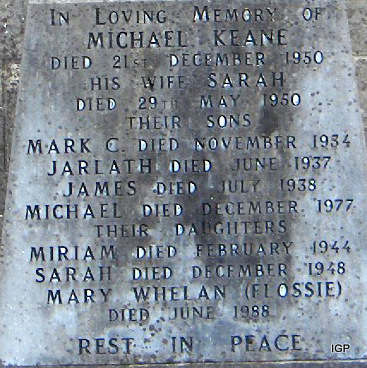 IN LOVING MEMORY OF
MICHAEL KEANE
DIED 21ST DECEMBER 1950
HIS WIFE SARAH
DIED 29TH MAY 1950
THEIR SONS
MARK C. DIED NOVEMBER 1934
JARLATH DIED JUNE 1937
JAMES DIED JULY 1938
MICHAEL DIED DECEMBER 1977
THEIR DAUGHTERS
MIRIAM DIED FEBRUARY 1944
SARAH DIED DECEMBER 1948
MARY WHELAN (FLOSSIE)
DIED JUNE 1988
REST IN PEACE
IGP